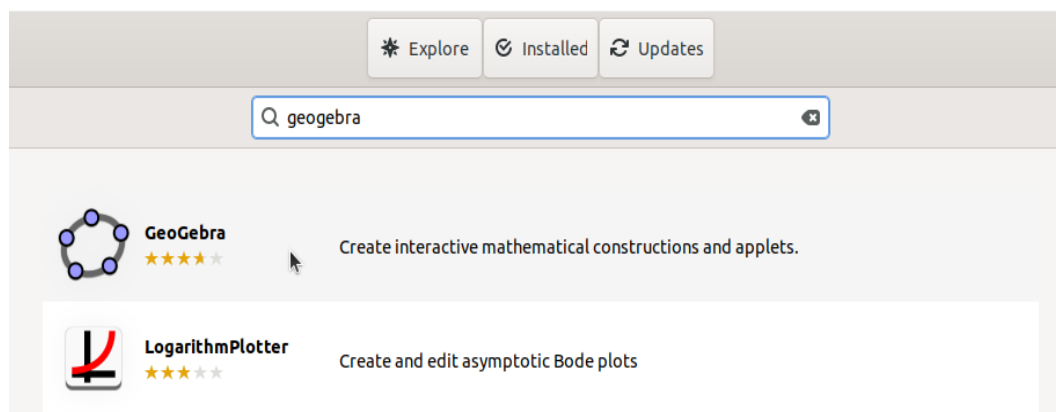 Explore Installed Updates
geogebra
GeoGebra
Create interactive mathematical constructions and applets.
LogarithmPlotter
Create and edit asymptotic Bode plots